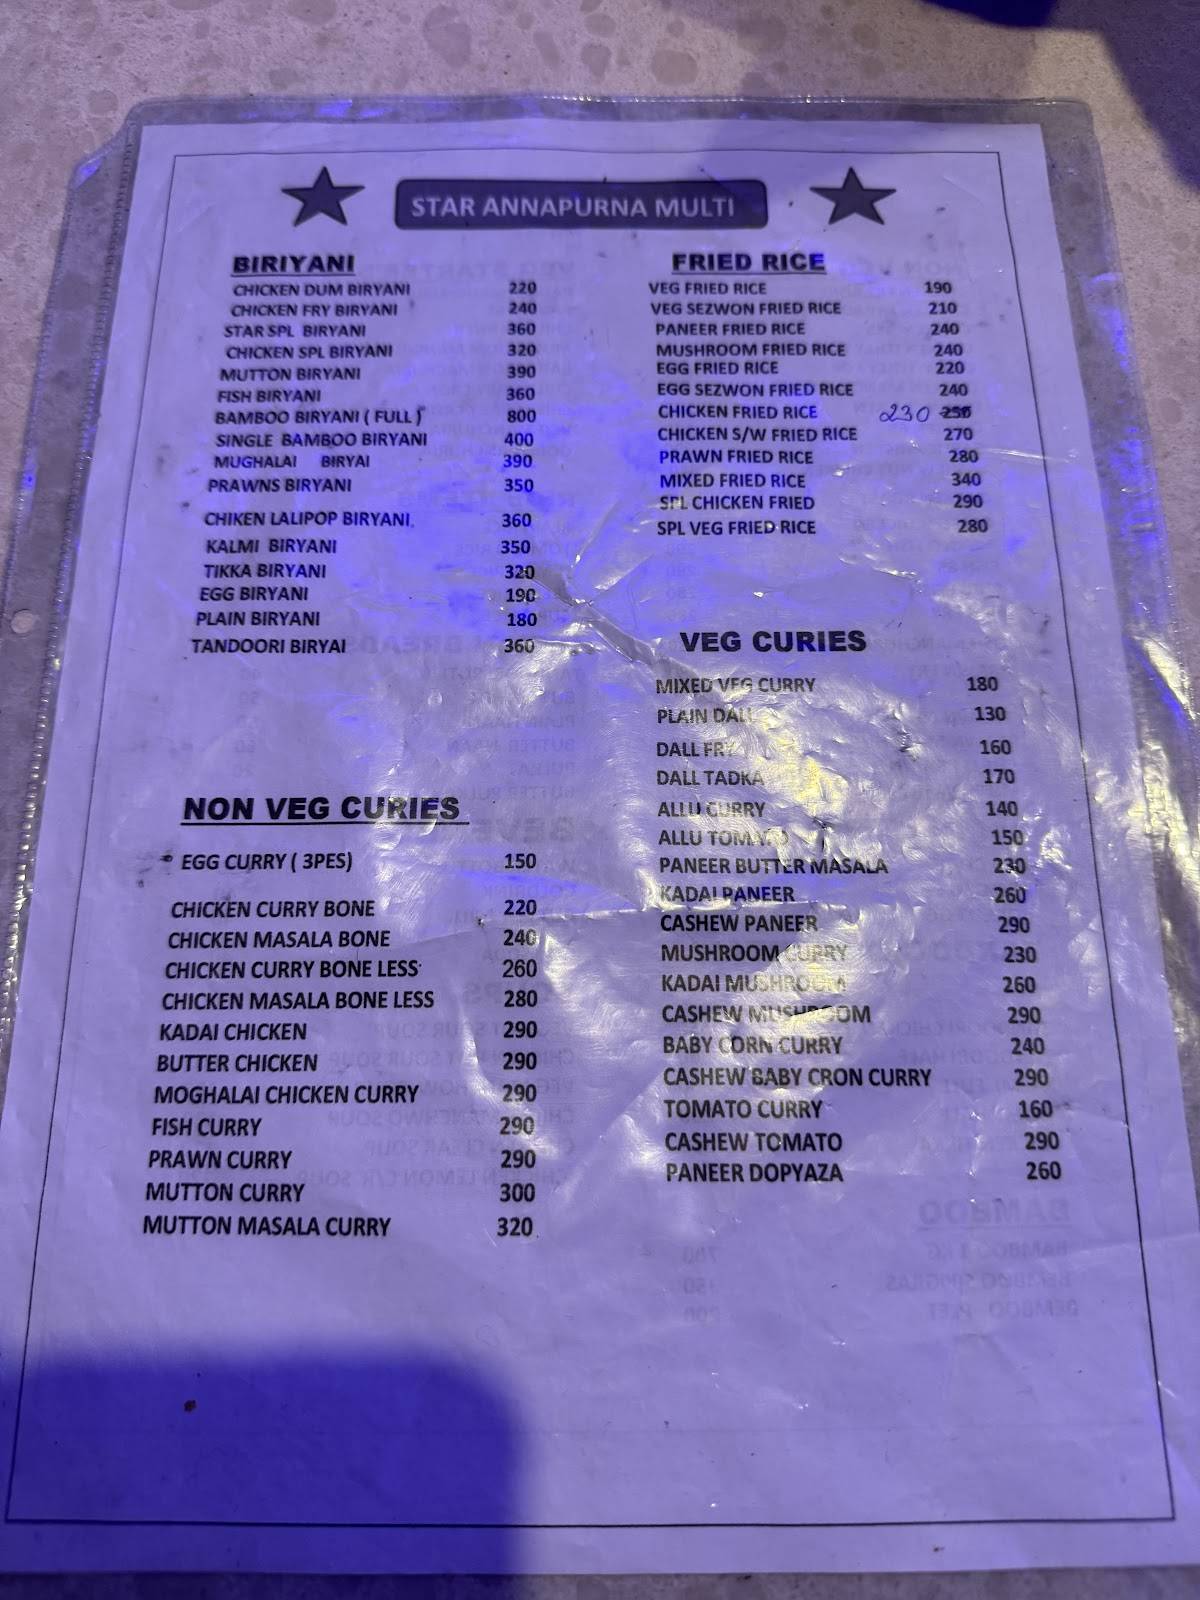 STAR ANNAPURNA MULTI
BIRIYANI
CHICKEN DUM BIRYANI 220
CHICKEN FRY BIRYANI 240
STAR SPL BIRYANI 360
CHICKEN SPL BIRYANI 320
MUTTON BIRYANI 390
FISH BIRYANI 360
BAMBOO BIRYANI ( FULL ) 800
SINGLE BAMBOO BIRYANI 400
MUGHALAI BIRYAI 390
PRAWNS BIRYANI 350
CHIKEN LALIPOP BIRYANI 360
KALMI BIRYANI 350
TIKKA BIRYANI 320
EGG BIRYANI 190
PLAIN BIRYANI 180
TANDOORI BIRYAI 360
NON VEG CURIES
EGG CURRY ( 3PES) 150
CHICKEN CURRY BONE 220
CHICKEN MASALA BONE 240
CHICKEN CURRY BONE LESS 260
CHICKEN MASALA BONE LESS 280
KADAI CHICKEN 290
BUTTER CHICKEN 290
MOGHALAI CHICKEN CURRY 290
FISH CURRY 290
PRAWN CURRY 290
MUTTON CURRY 300
MUTTON MASALA CURRY 320
FRIED RICE
VEG FRIED RICE 190
VEG SEZWON FRIED RICE 210
PANEER FRIED RICE 240
MUSHROOM FRIED RICE 240
EGG FRIED RICE 220
EGG SEZWON FRIED RICE 240
CHICKEN FRIED RICE 230 250
CHICKEN S/W FRIED RICE 270
PRAWN FRIED RICE 280
MIXED FRIED RICE 340
SPL CHICKEN FRIED 290
SPL VEG FRIED RICE 280
VEG CURIES
MIXED VEG CURRY 180
PLAIN DALL 130
DALL FRY 160
DALL TADKA 170
ALLU CURRY 140
ALLU TOMATO 150
PANEER BUTTER MASALA 230
KADAI PANEER 260
CASHEW PANEER 290
MUSHROOM CURRY 230
KADAI MUSHROOM 260
CASHEW MUSHROOM 290
BABY CORN CURRY 240
CASHEW BABY CRON CURRY 290
TOMATO CURRY 160
CASHEW TOMATO 290
PANEER DOPYAZA 260